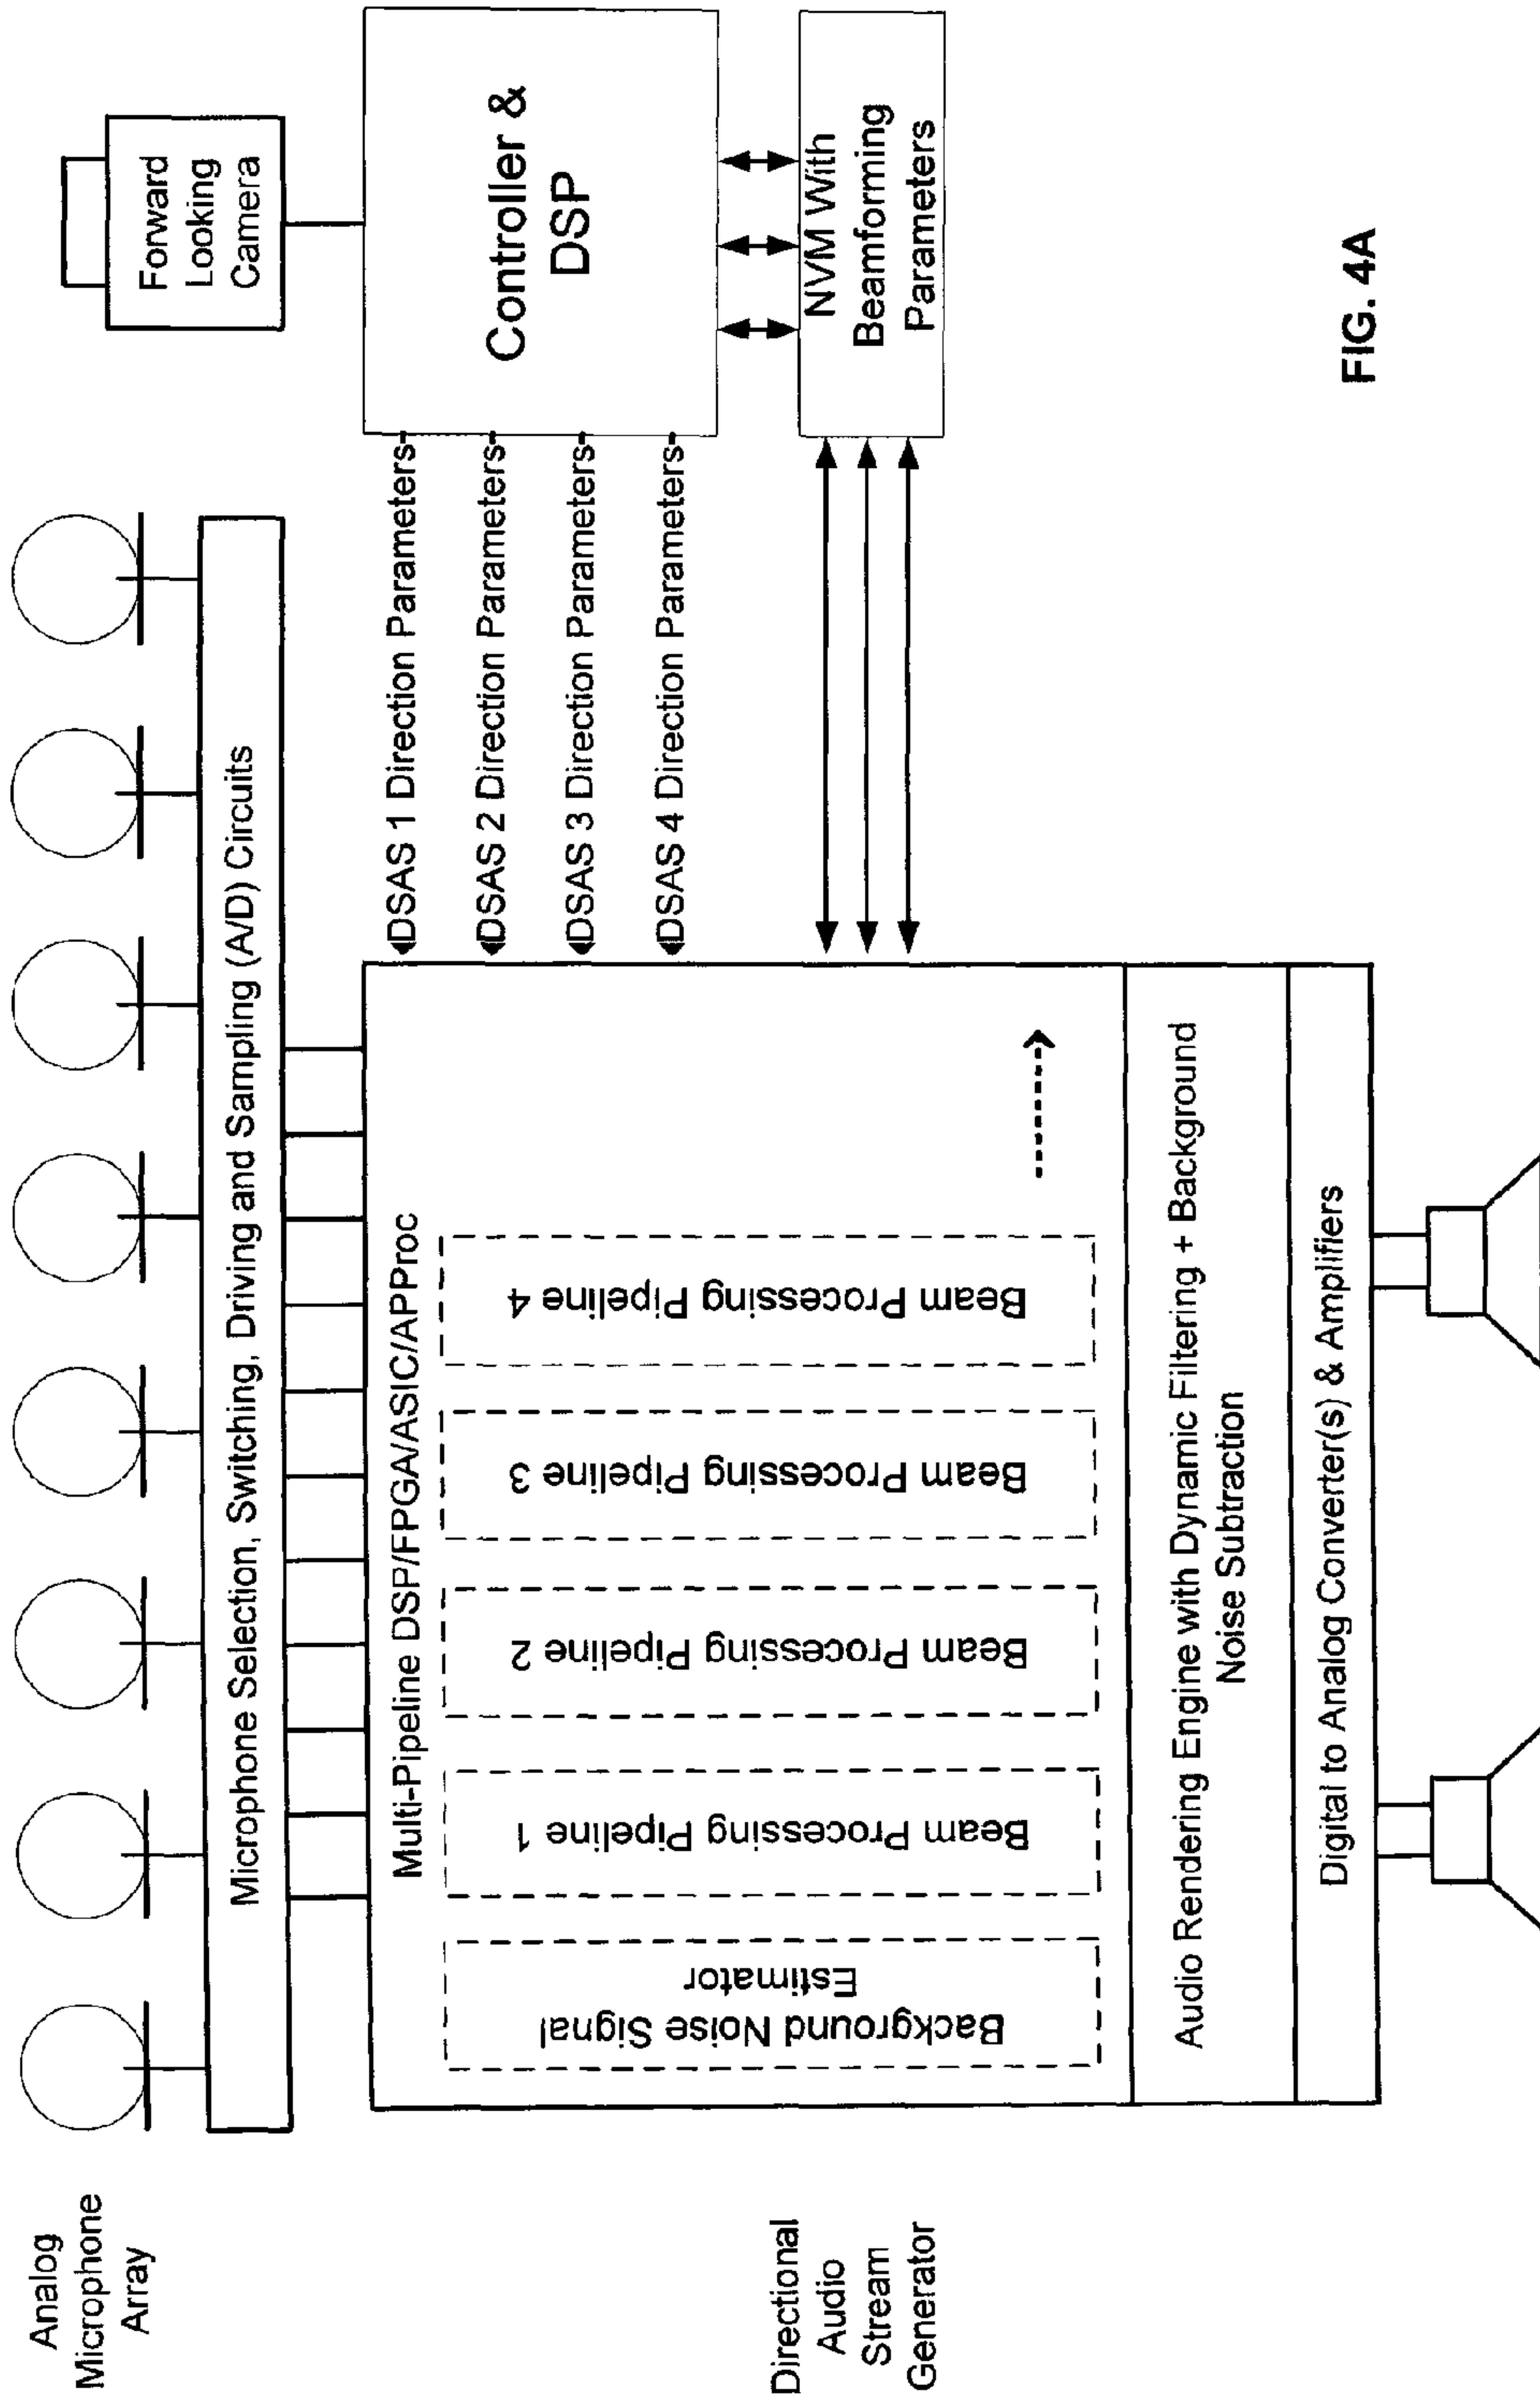 Analog
Microphone
Array
Microphone Selection, Switching, Driving and Sampling (A/D) Circuits
Forward
Looking
Camera
Directional
Audio
Stream
Generator
Multi-Pipeline DSP/FPGA/ASIC/APProc
Background Noise Signal
Estimator
Beam Processing Pipeline 1
Beam Processing Pipeline 2
Beam Processing Pipeline 3
Beam Processing Pipeline 4
DSAS 1 Direction Parameters
DSAS 2 Direction Parameters
DSAS 3 Direction Parameters
DSAS 4 Direction Parameters
Controller &
DSP
NVM With
Beamforming
Parameters
Audio Rendering Engine with Dynamic Filtering + Background
Noise Subtraction
Digital to Analog Converter(s) & Amplifiers
FIG. 4A